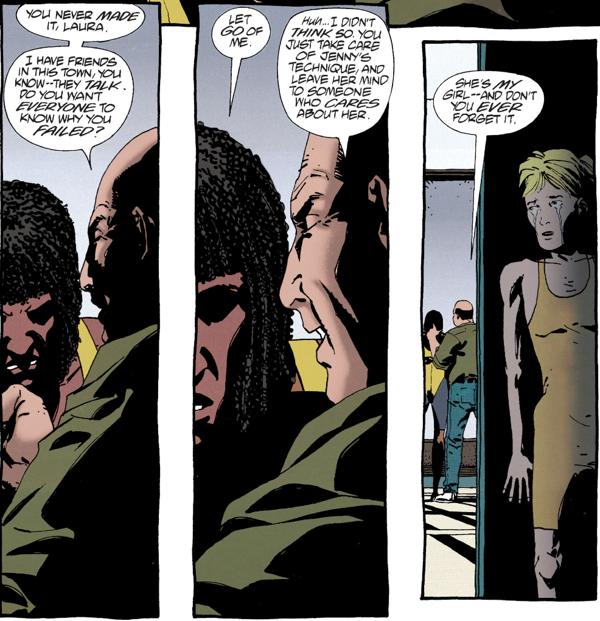 YOU NEVER MADE
IT, LAURA.
I HAVE FRIENDS
IN THIS TOWN, YOU
KNOW--THEY TALK.
DO YOU WANT
EVERYONE TO
KNOW WHY YOU
FAILED?
LET
GO OF
ME.
HUH...I DIDN'T
THINK SO. YOU
JUST TAKE CARE
OF JENNY'S
TECHNIQUE, AND
LEAVE HER MIND
TO SOMEONE
WHO CARES
ABOUT HER.
SHE'S MY
GIRL--AND DON'T
YOU EVER
FORGET IT.